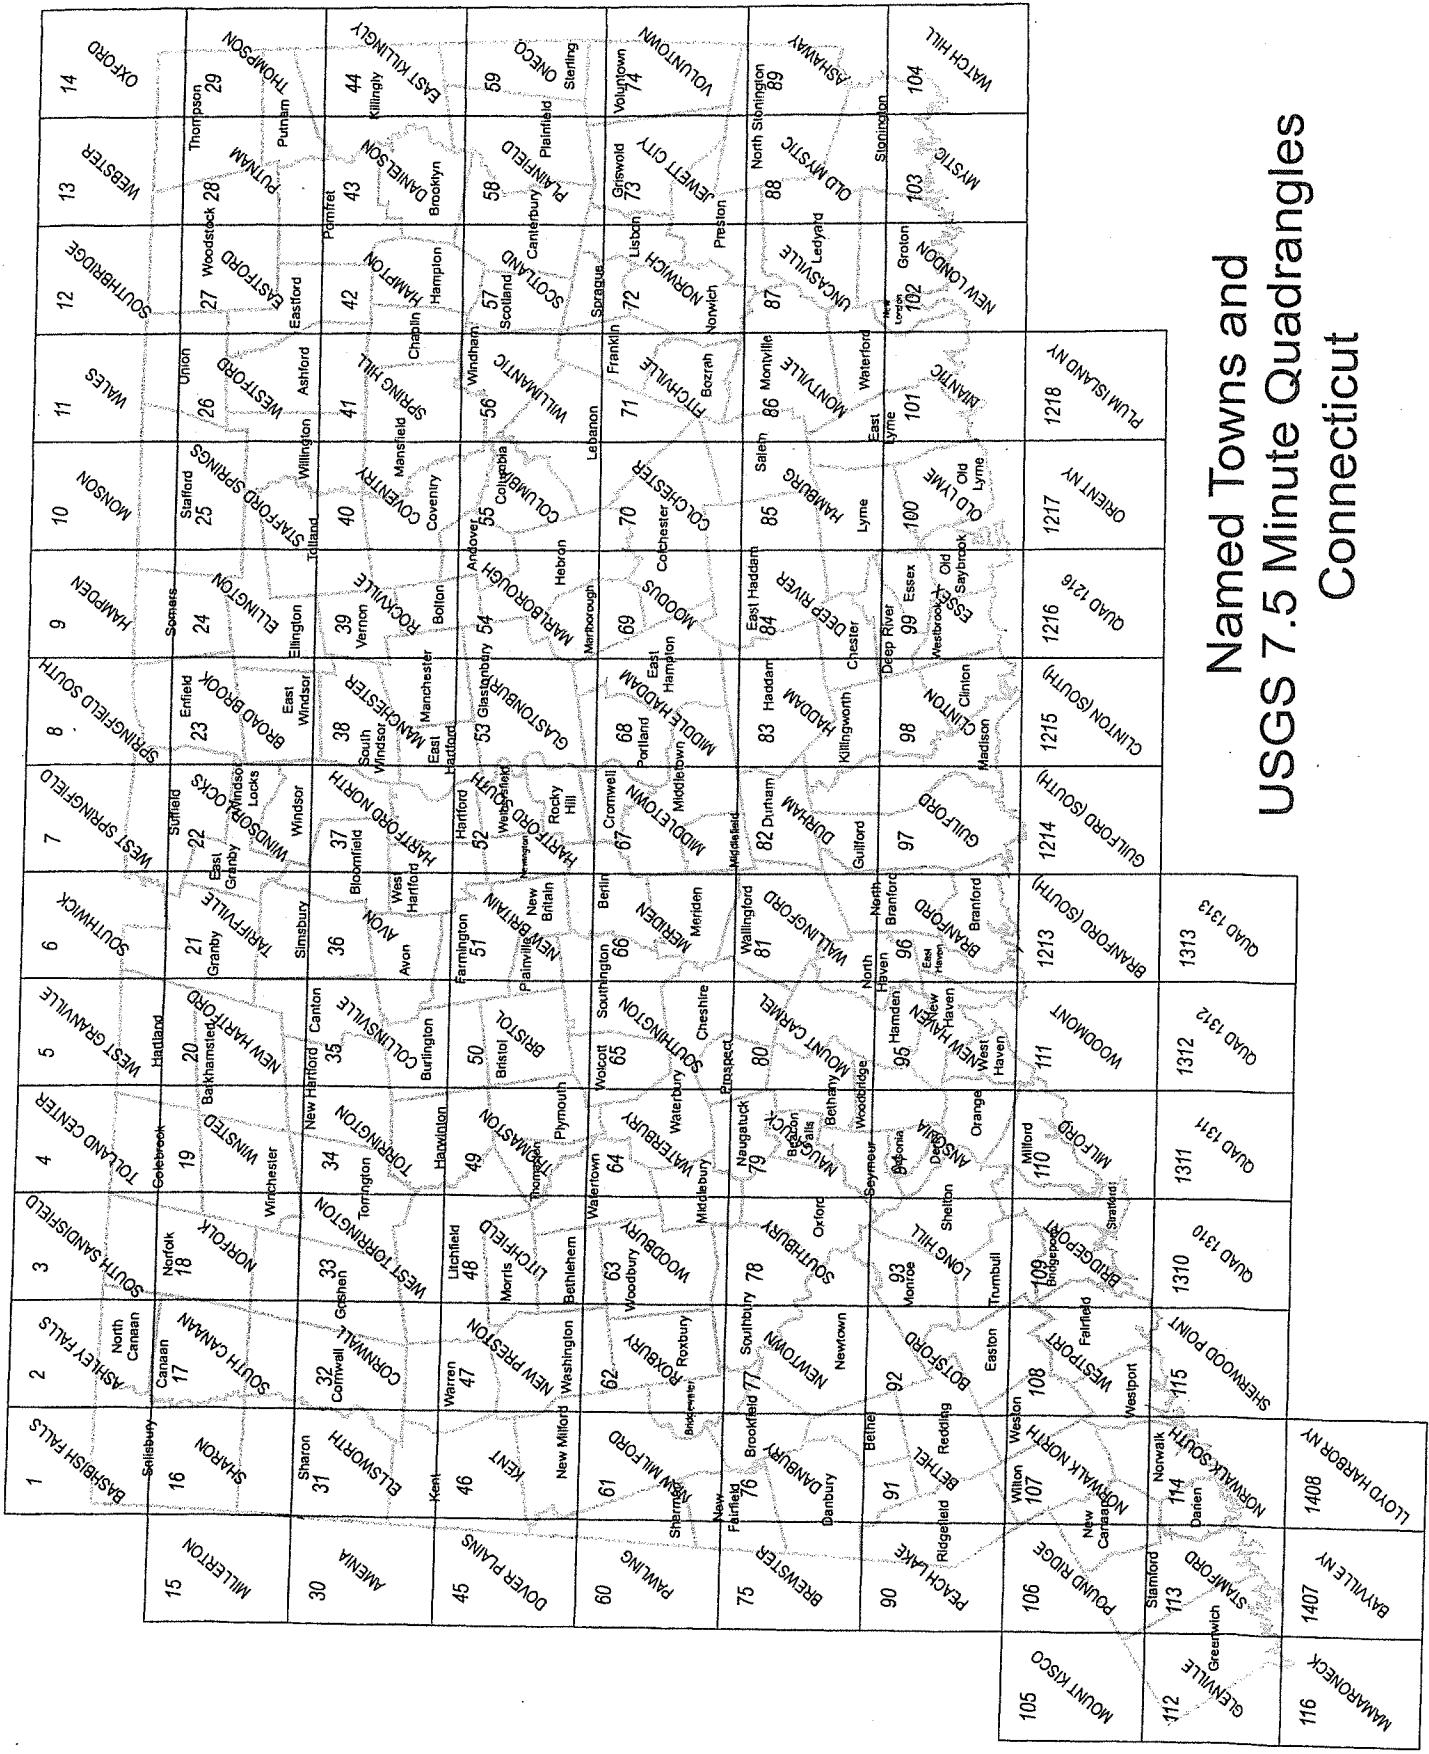 Named Towns and
USGS 7.5 Minute Quadrangles
Connecticut
1
BASHBISH FALLS
2
ASHLEY FALLS
North
Canaan
3
SOUTH SANDISFIELD
4
TOLLAND CENTER
5
WEST GRANVILLE
6
SOUTHWICK
7
WEST SPRINGFIELD
8
SPRINGFIELD SOUTH
9
HAMPDEN
10
MONSON
11
WALES
12
SOUTHBRIDGE
13
WEBSTER
14
OXFORD
15
MILLERTON
Salisbury
16
SHARON
Canaan
17
SOUTH CANAAN
Norfolk
18
NORFOLK
Colebrook
19
WINSTED
Winchester
Hartland
20
Barkhamsted
NEW HARTFORD
21
Granby
TARIFFVILLE
Simsbury
Suffield
22
East
Granby
WINDSOR LOCKS
Windsor
Locks
Windsor
Enfield
23
BROAD BROOK
East
Windsor
Somers
24
ELLINGTON
Ellington
Stafford
25
STAFFORD SPRINGS
Tolland
Union
26
WESTFORD
Willington
Ashford
27
Woodstock
EASTFORD
Eastford
28
PUTNAM
Thompson
29
THOMPSON
Putnam
30
AMENIA
Sharon
31
ELLSWORTH
32
Cornwall
CORNWALL
33
Goshen
WEST TORRINGTON
34
Torrington
TORRINGTON
New Hartford
Canton
35
COLLINSVILLE
Burlington
36
AVON
Avon
37
Bloomfield
HARTFORD NORTH
West
Hartford
38
South
Windsor
MANCHESTER
Manchester
East
Hartford
39
Vernon
ROCKVILLE
Bolton
40
COVENTRY
Coventry
41
SPRING HILL
Mansfield
Chaplin
42
HAMPTON
Hampton
Pomfret
43
DANIELSON
Brooklyn
44
Killingly
EAST KILLINGLY
45
DOVER PLAINS
Kent
46
KENT
New Milford
Warren
47
NEW PRESTON
Washington
Litchfield
48
LITCHFIELD
Morris
Bethlehem
Harwinton
49
THOMASTON
Thomaston
Plymouth
50
Bristol
BRISTOL
Farmington
51
NEW BRITAIN
Plainville
New
Britain
Hartford
52
HARTFORD SOUTH
Wethersfield
Newington
Rocky
Hill
53
Glastonbury
GLASTONBURY
54
MARLBOROUGH
Hebron
Marlborough
Andover
55
Columbia
COLUMBIA
Windham
56
WILLIMANTIC
Lebanon
57
Scotland
SCOTLAND
Sprague
58
Canterbury
PLAINFIELD
Plainfield
59
ONECO
Sterling
60
PAWLING
61
NEW MILFORD
Sherman
Bridgewater
62
ROXBURY
Roxbury
63
Woodbury
WOODBURY
Watertown
64
WATERBURY
Waterbury
Middlebury
Wolcott
65
Southington
SOUTHINGTON
Cheshire
Prospect
Berlin
66
MERIDEN
Meriden
Cromwell
67
MIDDLETOWN
Middletown
Middlefield
68
Portland
MIDDLE HADDAM
East
Hampton
69
MOODUS
70
Colchester
COLCHESTER
71
FITCHVILLE
Bozrah
Franklin
72
NORWICH
Norwich
Lisbon
Griswold
73
JEWETT CITY
Preston
Voluntown
74
VOLUNTOWN
75
BREWSTER
New
Fairfield
76
DANBURY
Danbury
Brookfield
77
NEWTOWN
Newtown
Southbury
78
SOUTHBURY
Oxford
Naugatuck
79
NAUGATUCK
Beacon
Falls
80
MOUNT CARMEL
Bethany
Woodbridge
Wallingford
81
WALLINGFORD
North
Haven
82
Durham
DURHAM
Guilford
83
Haddam
HADDAM
Killingworth
East Haddam
84
DEEP RIVER
Chester
85
HAMBURG
Lyme
Salem
86
Montville
MONTVILLE
Waterford
87
UNCASVILLE
Ledyard
88
OLD MYSTIC
North Stonington
89
ASHAWAY
Stonington
90
PEACH LAKE
Ridgefield
91
BETHEL
Bethel
Redding
92
BOTSFORD
Easton
93
Monroe
LONG HILL
Trumbull
Shelton
Seymour
94
Ansonia
ANSONIA
Derby
Orange
95
Hamden
NEW HAVEN
New
Haven
West
Haven
96
North
Branford
BRANFORD
Branford
East
Haven
97
GUILFORD
98
CLINTON
Clinton
Madison
Deep River
99
Essex
ESSEX
Westbrook
Old
Saybrook
100
OLD LYME
Old
Lyme
East
Lyme
101
NIANTIC
New
London
102
Groton
NEW LONDON
103
MYSTIC
104
WATCH HILL
105
MOUNT KISCO
106
POUND RIDGE
New
Canaan
Wilton
107
NORWALK NORTH
Weston
108
WESTPORT
Westport
Fairfield
109
Bridgeport
BRIDGEPORT
Stratford
Milford
110
MILFORD
111
WOODMONT
1213
BRANFORD (SOUTH)
1214
GUILFORD (SOUTH)
1215
CLINTON (SOUTH)
1216
QUAD 1216
1217
ORIENT NY
1218
PLUM ISLAND NY
112
GLENVILLE
Greenwich
Stamford
113
STAMFORD
Norwalk
114
Darien
NORWALK SOUTH
115
SHERWOOD POINT
1310
QUAD 1310
1311
QUAD 1311
1312
QUAD 1312
1313
QUAD 1313
116
MAMARONECK
1407
BAYVILLE NY
1408
LLOYD HARBOR NY